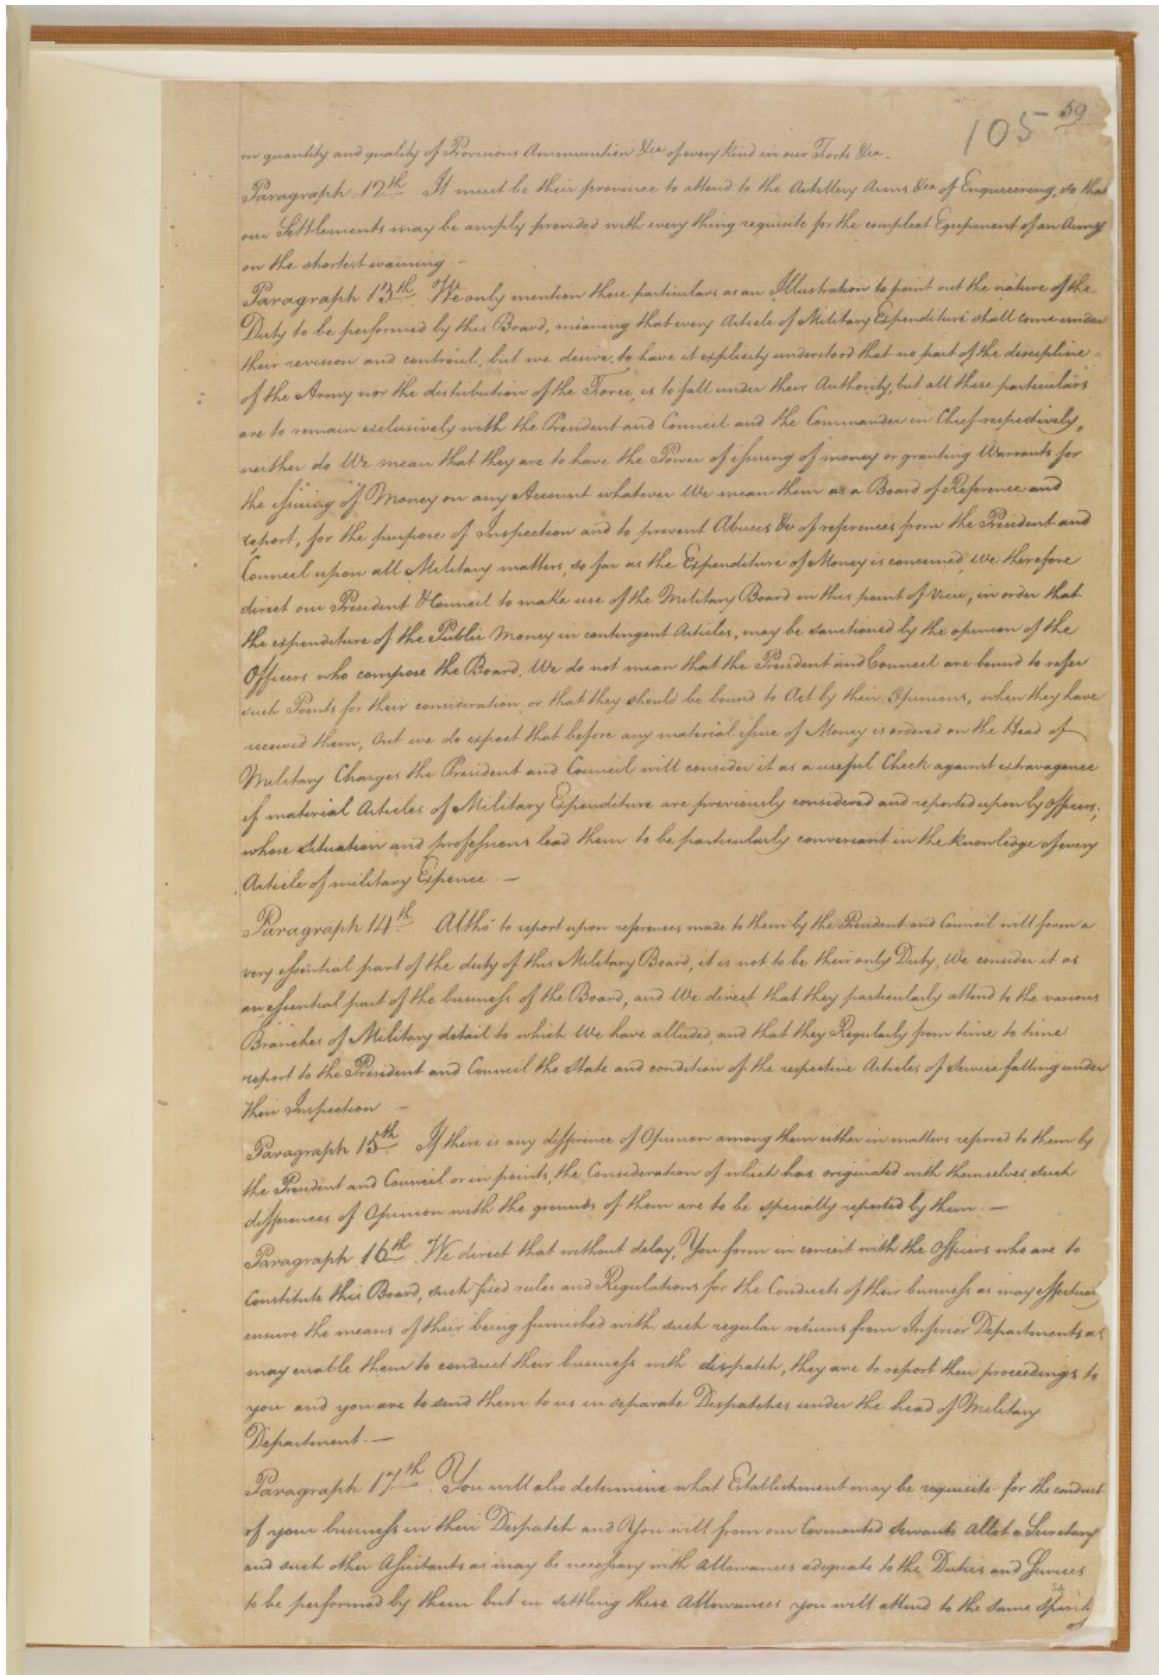 105 59
in quantity and quality of Provisions Ammunition &ca of every kind in our Forts &ca.
Paragraph 12th It must be their province to attend to the Artillery Arms &ca of Engineering, so that
our Settlements may be amply provided with every thing requisite for the compleat Equipment of an Army
on the shortest warning —
Paragraph 13th We only mention these particulars as an Illustration to point out the nature of the
Duty to be performed by this Board, meaning that every Article of Military Expenditure shall come under
their revision and controul, but we desire, to have it explicitly understood that no part of the descipline
of the Army nor the distribution of the Force, is to fall under their Authority, but all these particulars
are to remain exclusively with the President and Council and the Commander in Chief respectively,
neither do We mean that they are to have the Power of issuing of money or granting Warrants for
the issuing of Money on any Account whatever We mean them as a Board of Reference and
report, for the purpose of Inspection and to prevent Abuses &c of references from the President and
Council upon all Military matters, so far as the Expenditure of Money is concerned, we therefore
direct our President & Council to make use of the Military Board in this point of View, in order that
the expenditure of the Public Money in contingent Articles, may be sanctioned by the opinion of the
Officers who compose the Board. We do not mean that the President and Council are bound to refer
such Points for their consideration or that they should be bound to Act by their Opinions, when they have
received them, but we do expect that before any material issue of Money is ordered on the Head of
Military Charges the President and Council will consider it as a useful Check against extravagance
if material Articles of Military Expenditure are previously considered and reported upon by Officers,
whose situation and professions lead them to be particularly conversant in the knowledge of every
Article of military Expence. —
Paragraph 14th Altho' to report upon references made to them by the President and Council will form a
very essential part of the duty of this Military Board, it is not to be their only Duty, We consider it as
an essential part of the business of the Board, and We direct that they particularly attend to the various
Branches of Military detail to which We have alluded, and that they Regularly from time to time
report to the President and Council the State and condition of the respective Articles of Service falling under
their Inspection —
Paragraph 15th If there is any difference of Opinion among them either in matters referred to them by
the President and Council or in points, the Consideration of which has originated with themselves such
differences of Opinion with the grounds of them are to be specially reported by them. —
Paragraph 16th We direct that without delay, You form in concert with the Officers who are to
Constitute this Board, such fixed rules and Regulations for the Conducts of their business as may effectually
ensure the means of their being furnished with such regular returns from Inferior Departments as
may enable them to conduct their business with dispatch, they are to report their proceedings to
you and you are to send them to us in separate Despatches under the head of Military
Department. —
Paragraph 17th You will also determine what Establishment may be requisite for the conduct
of your business in their Despatch and You will from our Covenanted servants allot a Secretary
and such other Assistants as may be necessary with Allowances adequate to the Duties and Services
to be performed by them but in settling these Allowances you will attend to the same spirit
of